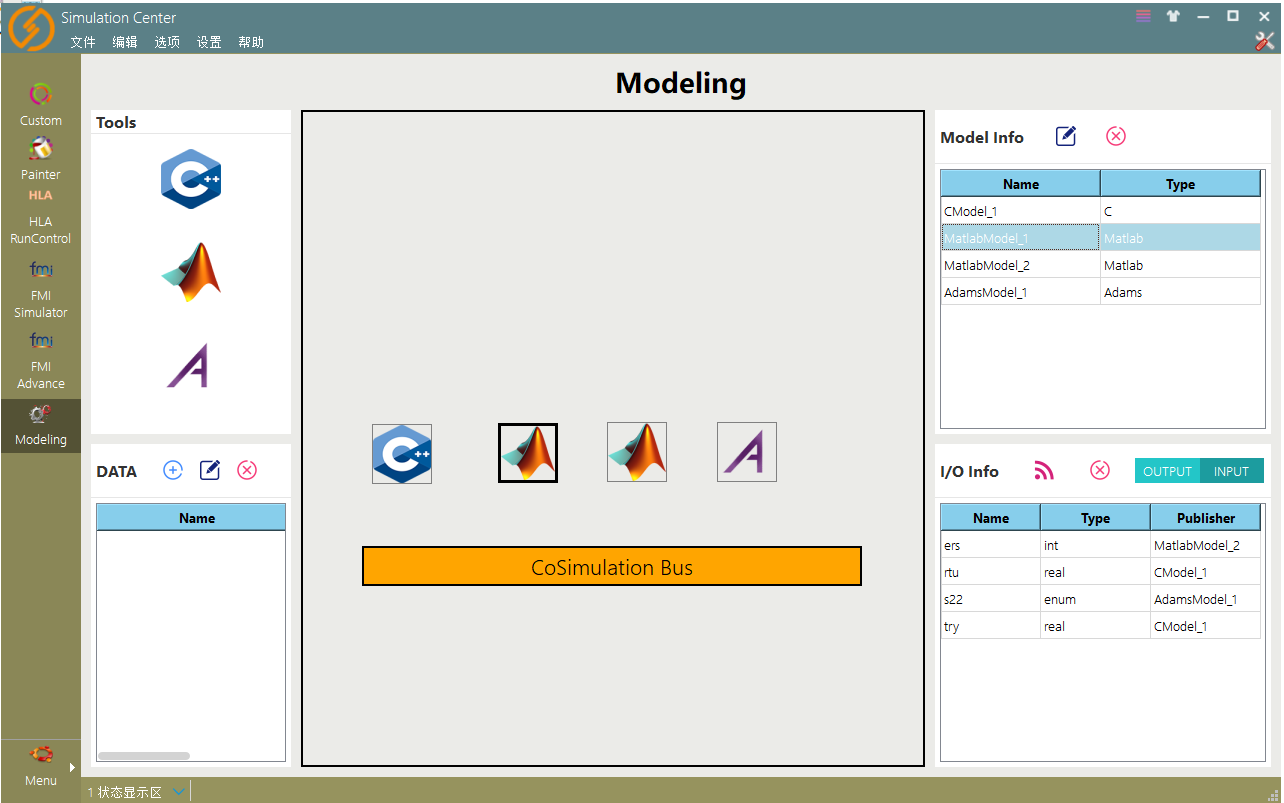 Simulation Center
文件 编辑 选项 设置 帮助
Modeling
Custom
Painter
HLA
HLA
RunControl
fmi
FMI
Simulator
fmi
FMI
Advance
Modeling
Menu
Tools
C++
DATA
Name
C++
CoSimulation Bus
Model Info
Name Type
CModel_1 C
MatlabModel_1 Matlab
MatlabModel_2 Matlab
AdamsModel_1 Adams
I/O Info OUTPUT INPUT
Name Type Publisher
ers int MatlabModel_2
rtu real CModel_1
s22 enum AdamsModel_1
try real CModel_1
1 状态显示区